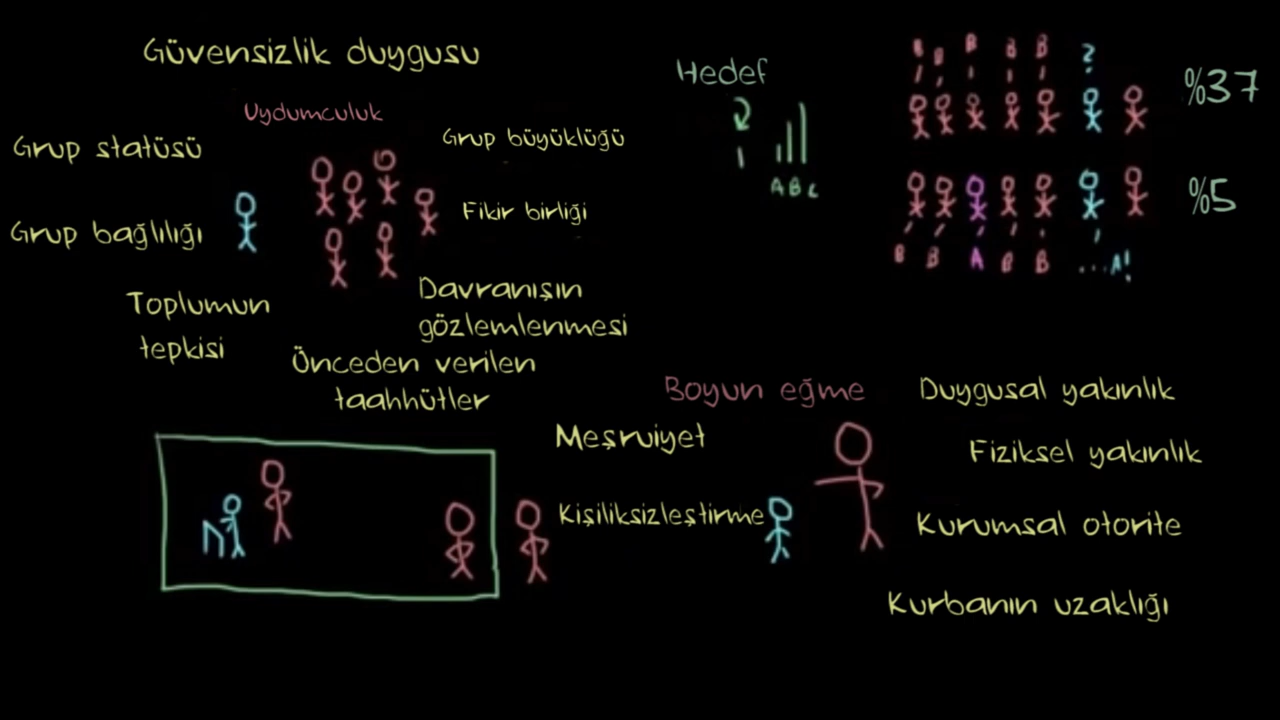 Güvensizlik duygusu
Uydumculuk
Grup statüsü
Grup büyüklüğü
Grup bağlılığı
Fikir birliği
Toplumun
tepkisi
Davranışın
gözlemlenmesi
Önceden verilen
taahhütler
Hedef
? 
A B C
B B B B B ?
%37
%5
B B A B B ...A!
Boyun eğme
Meşruiyet
Kişiliksizleştirme
Duygusal yakınlık
Fiziksel yakınlık
Kurumsal otorite
Kurbanın uzaklığı